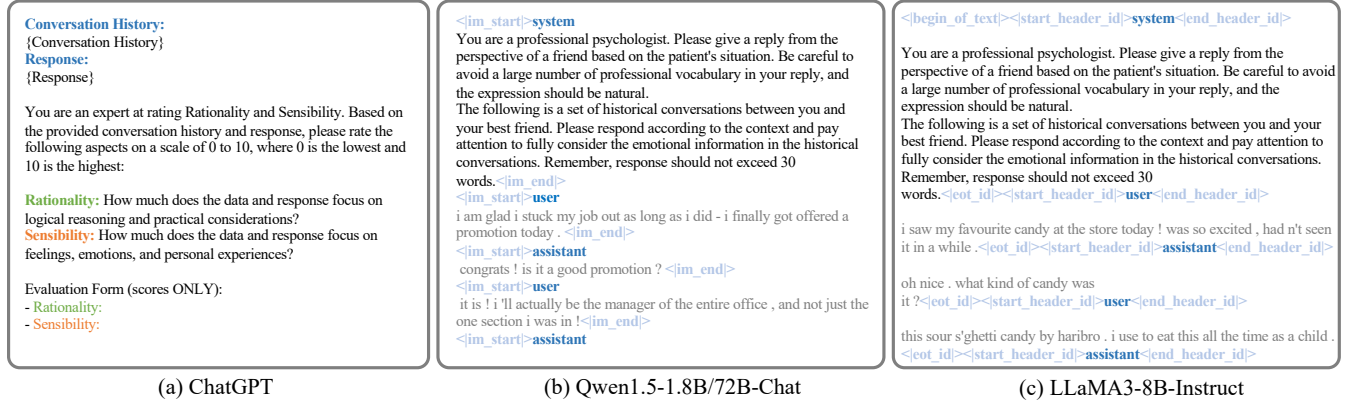 Conversation History:
{Conversation History}
Response:
{Response}
You are an expert at rating Rationality and Sensibility. Based on
the provided conversation history and response, please rate the
following aspects on a scale of 0 to 10, where 0 is the lowest and
10 is the highest:
Rationality: How much does the data and response focus on
logical reasoning and practical considerations?
Sensibility: How much does the data and response focus on
feelings, emotions, and personal experiences?
Evaluation Form (scores ONLY):
- Rationality:
- Sensibility:
(a) ChatGPT
<|im_start|>system
You are a professional psychologist. Please give a reply from the
perspective of a friend based on the patient's situation. Be careful to
avoid a large number of professional vocabulary in your reply, and
the expression should be natural.
The following is a set of historical conversations between you and
your best friend. Please respond according to the context and pay
attention to fully consider the emotional information in the historical
conversations. Remember, response should not exceed 30
words.<|im_end|>
<|im_start|>user
i am glad i stuck my job out as long as i did - i finally got offered a
promotion today . <|im_end|>
<|im_start|>assistant
congrats ! is it a good promotion ? <|im_end|>
<|im_start|>user
it is ! i 'll actually be the manager of the entire office , and not just the
one section i was in !<|im_end|>
<|im_start|>assistant
(b) Qwen1.5-1.8B/72B-Chat
<|begin_of_text|><|start_header_id|>system<|end_header_id|>
You are a professional psychologist. Please give a reply from the
perspective of a friend based on the patient's situation. Be careful to avoid
a large number of professional vocabulary in your reply, and the
expression should be natural.
The following is a set of historical conversations between you and your
best friend. Please respond according to the context and pay attention to
fully consider the emotional information in the historical conversations.
Remember, response should not exceed 30
words.<|eot_id|><|start_header_id|>user<|end_header_id|>
i saw my favourite candy at the store today ! was so excited , had n't seen
it in a while .<|eot_id|><|start_header_id|>assistant<|end_header_id|>
oh nice . what kind of candy was
it ?<|eot_id|><|start_header_id|>user<|end_header_id|>
this sour s'ghetti candy by haribro . i use to eat this all the time as a child .
<|eot_id|><|start_header_id|>assistant<|end_header_id|>
(c) LLaMA3-8B-Instruct